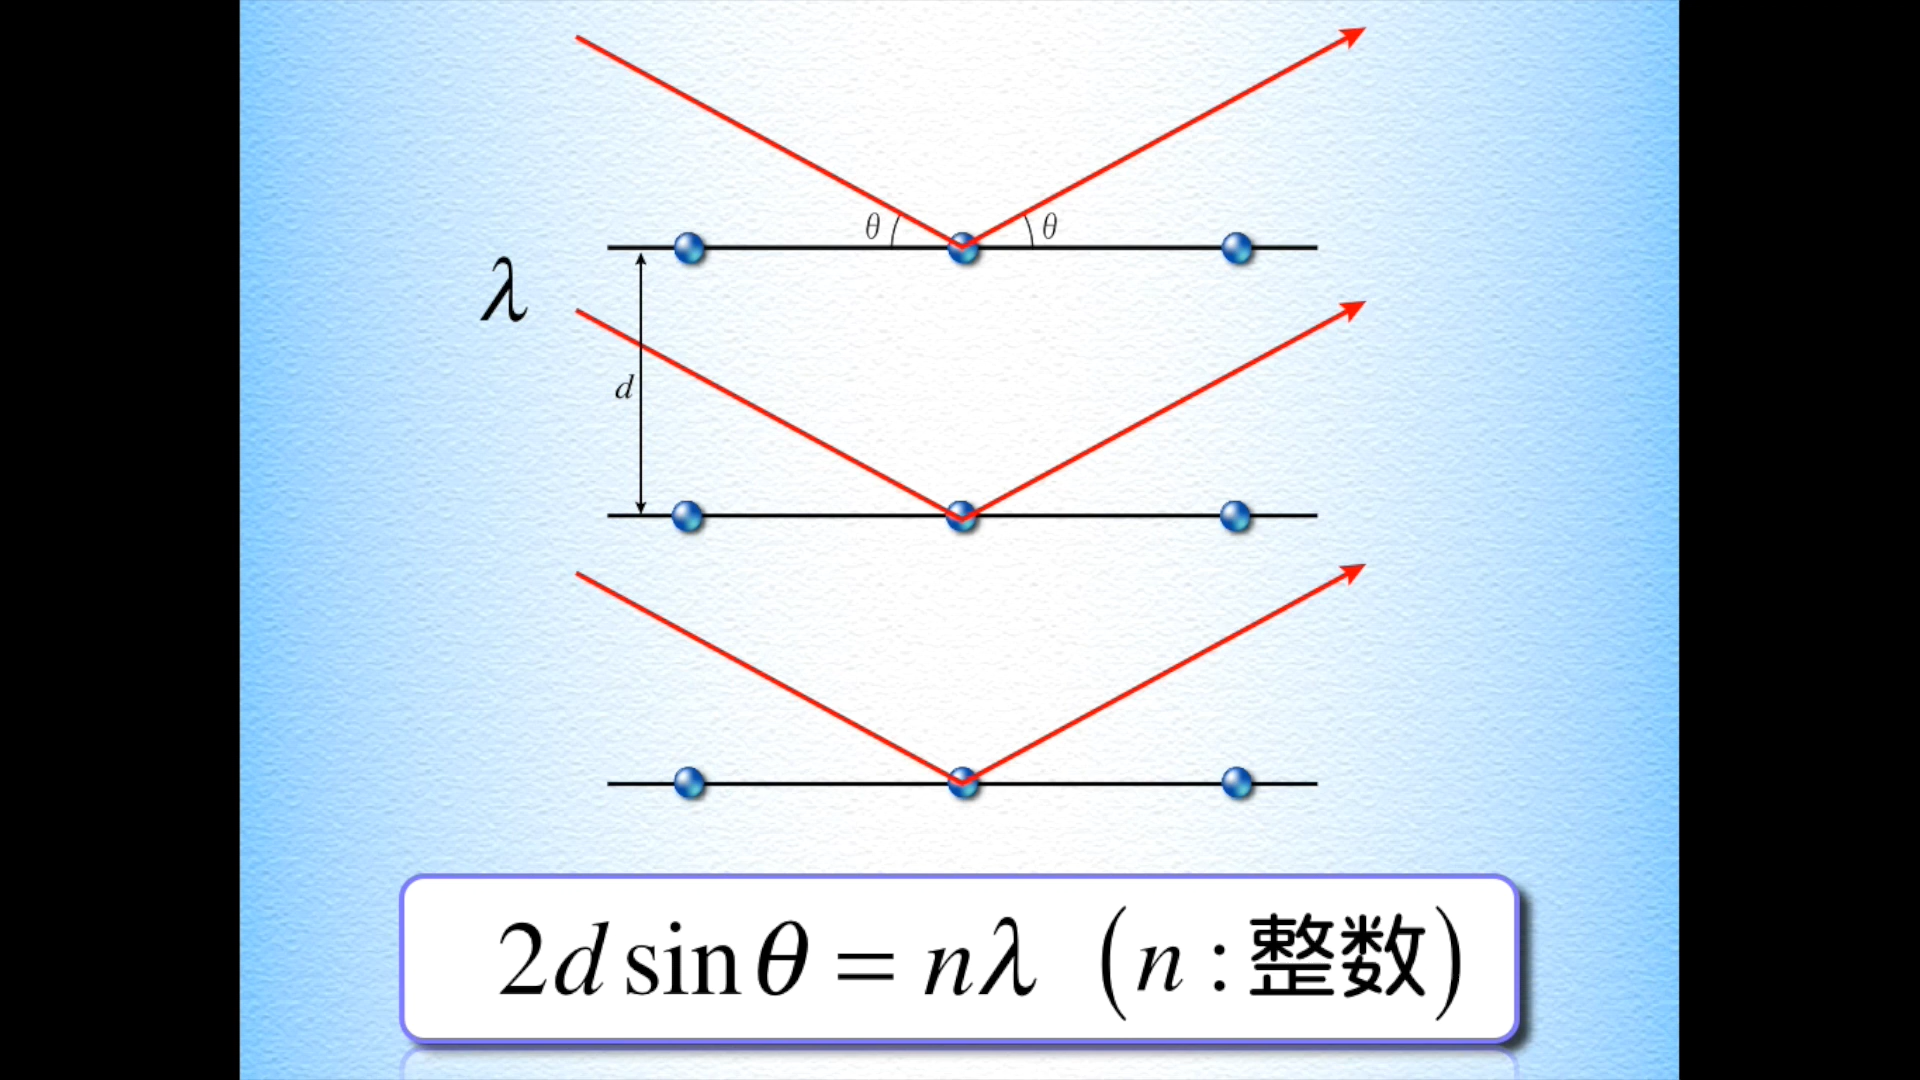 θ θ
λ
d
2d sinθ = nλ (n : 整数)